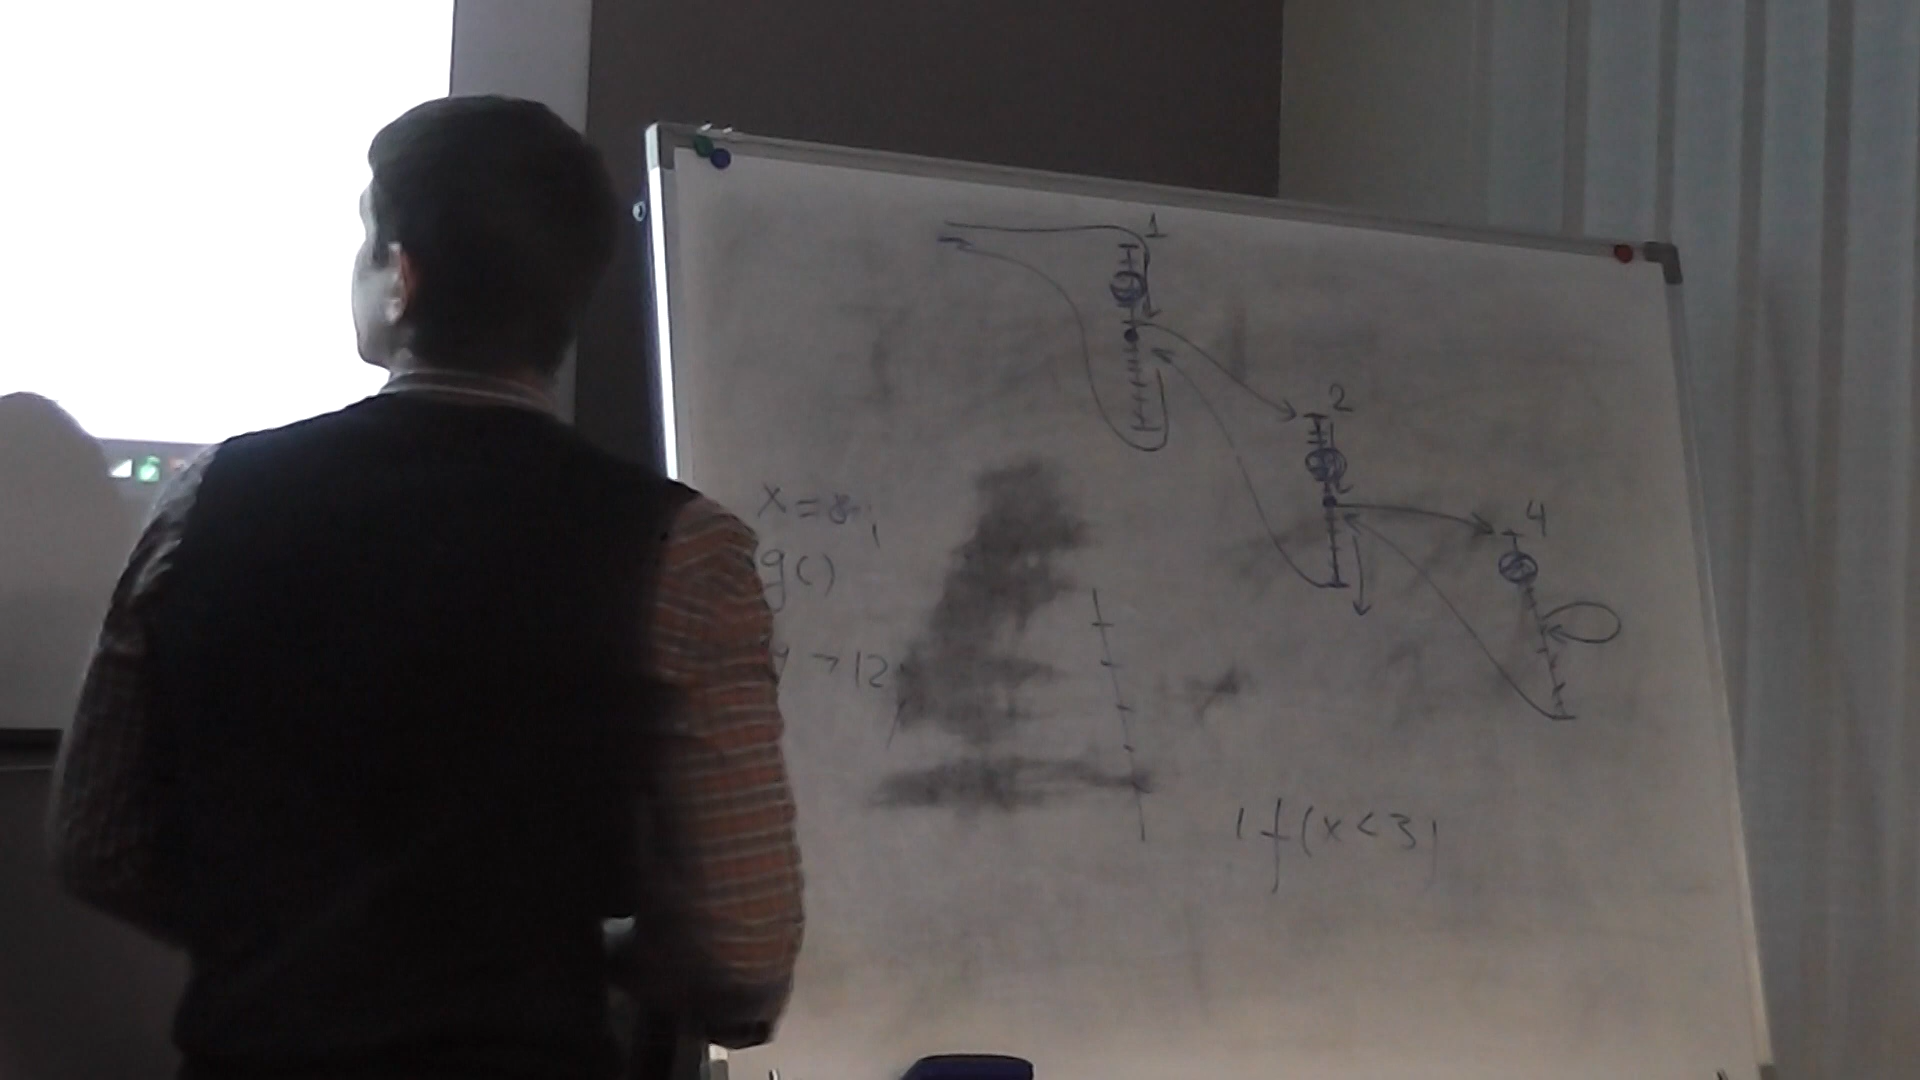 1
2
4
x = 8;
g()
> 12
if (x < 3)